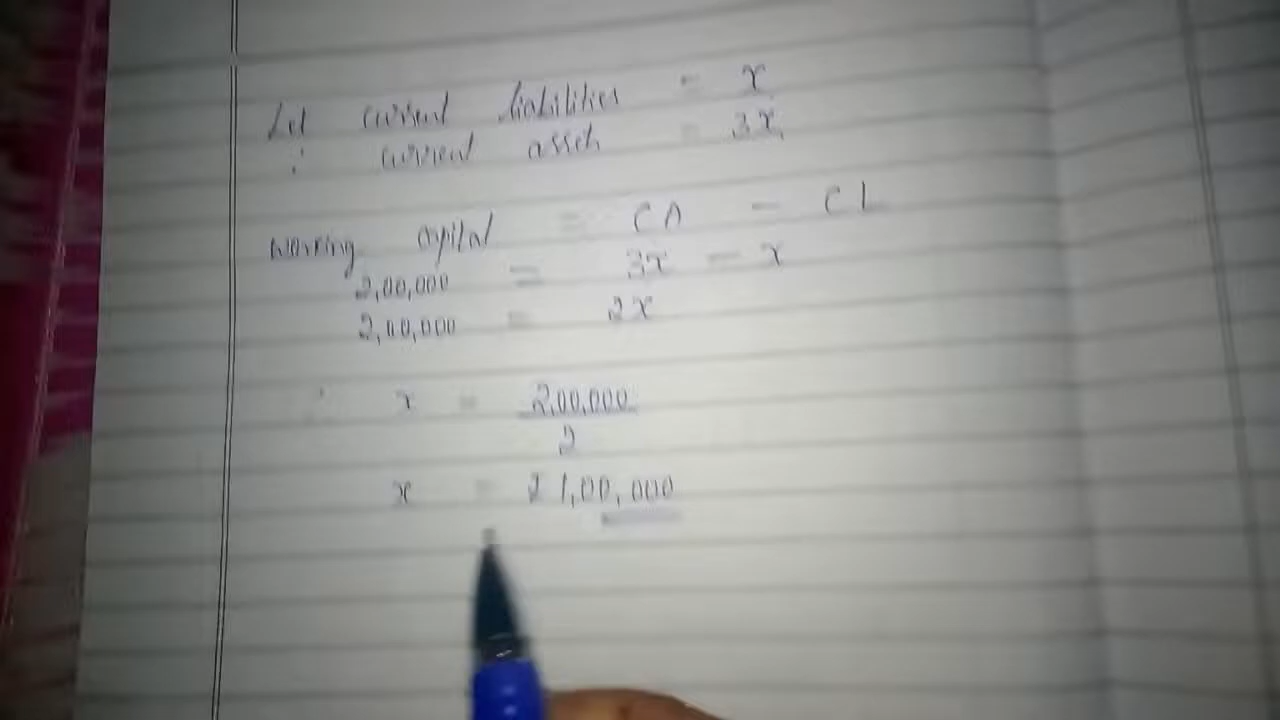 Let current liabilities = x
∴ current assets = 3x
working capital = CA - CL
2,00,000 = 3x - x
2,00,000 = 2x
∴ x = 2,00,000
2
x = ₹ 1,00,000